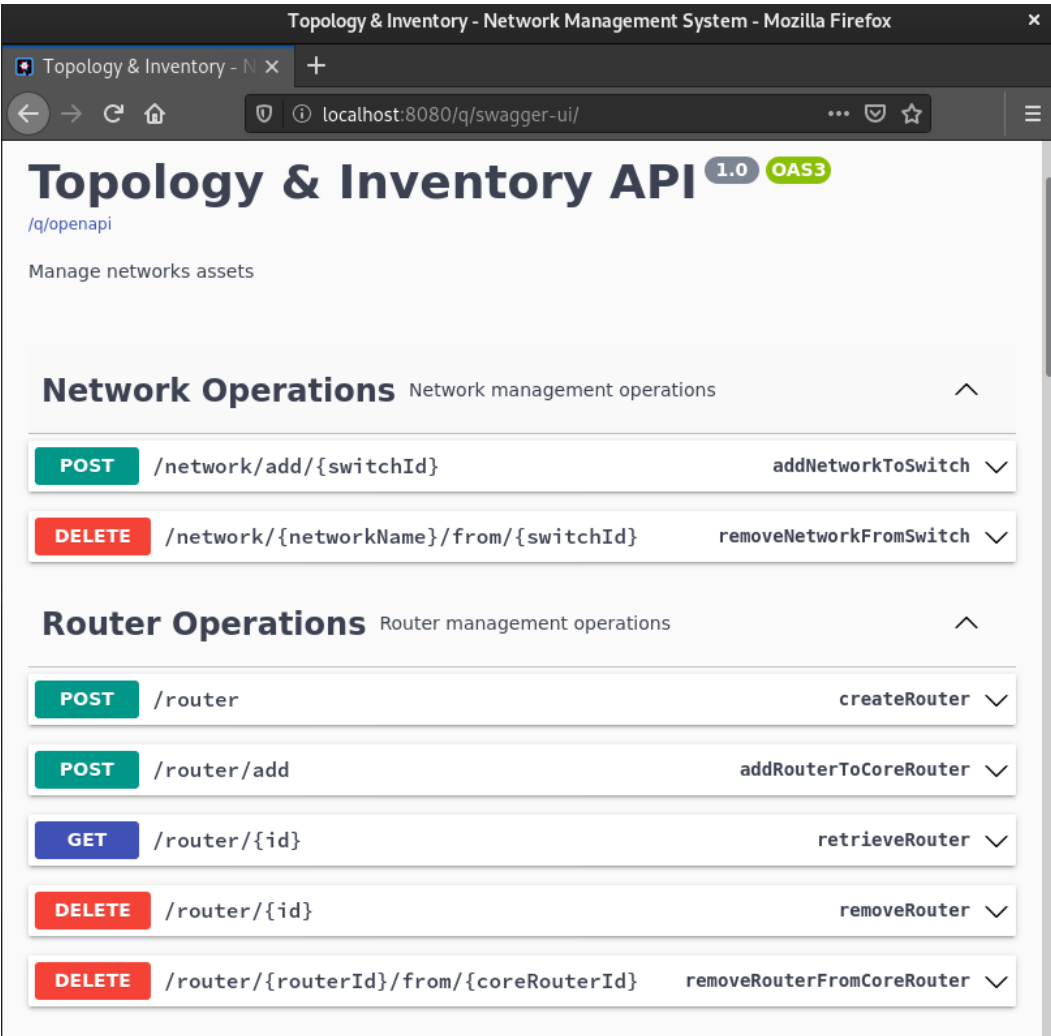 Topology & Inventory - Network Management System - Mozilla Firefox
Topology & Inventory - N
localhost:8080/q/swagger-ui/
Topology & Inventory API 1.0 OAS3
/q/openapi
Manage networks assets
Network Operations Network management operations
POST /network/add/{switchId} addNetworkToSwitch
DELETE /network/{networkName}/from/{switchId} removeNetworkFromSwitch
Router Operations Router management operations
POST /router createRouter
POST /router/add addRouterToCoreRouter
GET /router/{id} retrieveRouter
DELETE /router/{id} removeRouter
DELETE /router/{routerId}/from/{coreRouterId} removeRouterFromCoreRouter